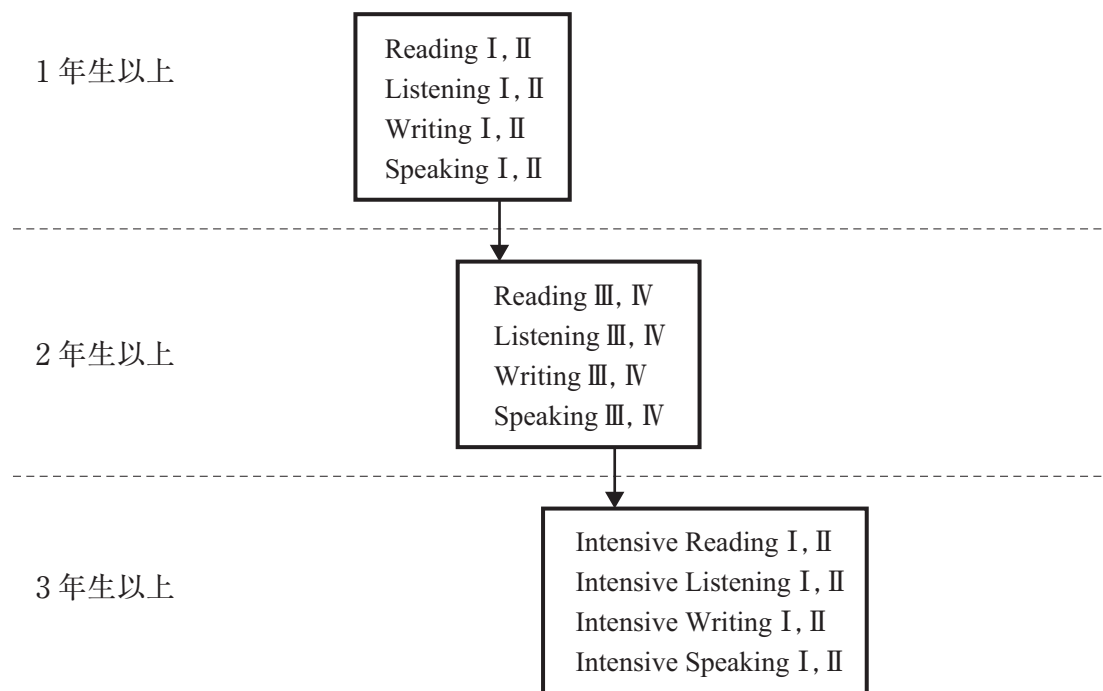 1年生以上
Reading Ⅰ, Ⅱ
Listening Ⅰ, Ⅱ
Writing Ⅰ, Ⅱ
Speaking Ⅰ, Ⅱ
2年生以上
Reading Ⅲ, Ⅳ
Listening Ⅲ, Ⅳ
Writing Ⅲ, Ⅳ
Speaking Ⅲ, Ⅳ
3年生以上
Intensive Reading Ⅰ, Ⅱ
Intensive Listening Ⅰ, Ⅱ
Intensive Writing Ⅰ, Ⅱ
Intensive Speaking Ⅰ, Ⅱ